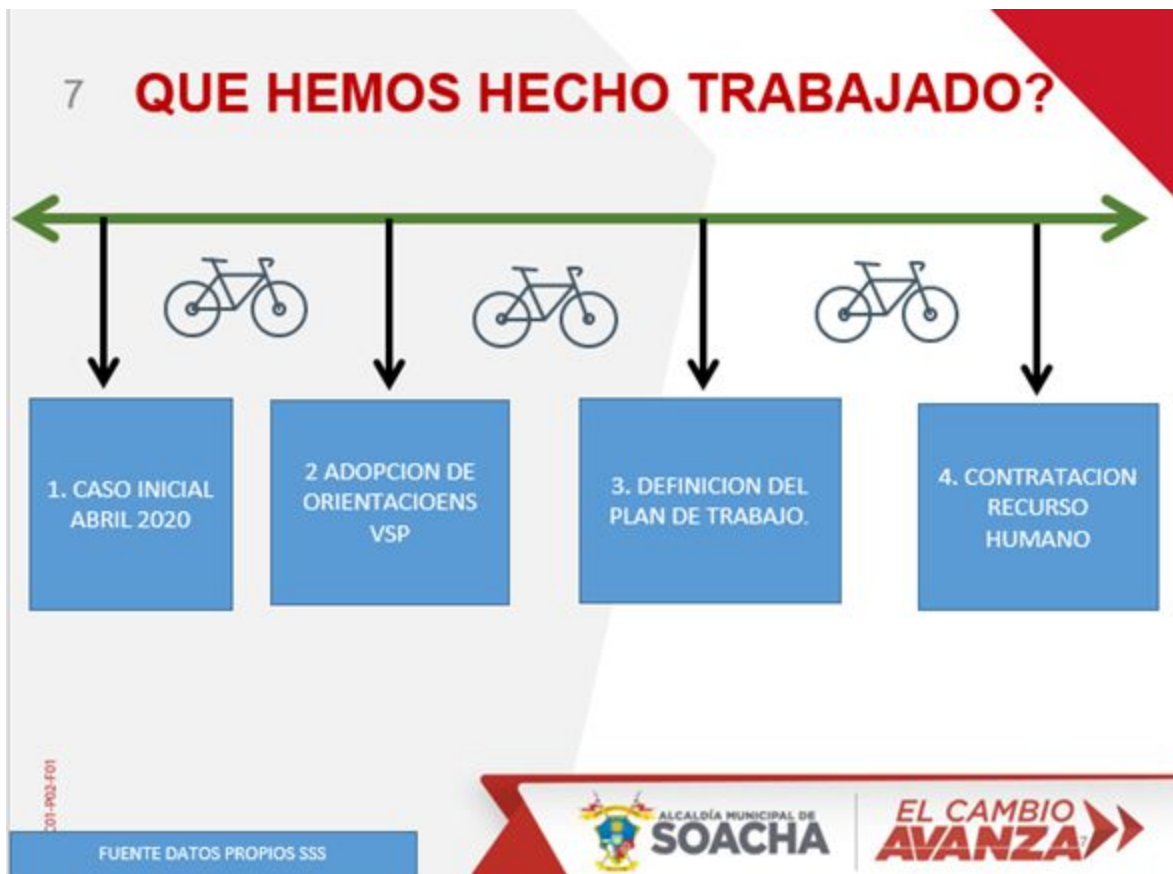 7
QUE HEMOS HECHO TRABAJADO?
1. CASO INICIAL
ABRIL 2020
2 ADOPCION DE
ORIENTACIOENS
VSP
3. DEFINICION DEL
PLAN DE TRABAJO.
4. CONTRATACION
RECURSO
HUMANO
C01-P02-F01
FUENTE DATOS PROPIOS SSS
ALCALDÍA MUNICIPAL DE
SOACHA
EL CAMBIO
AVANZA
7